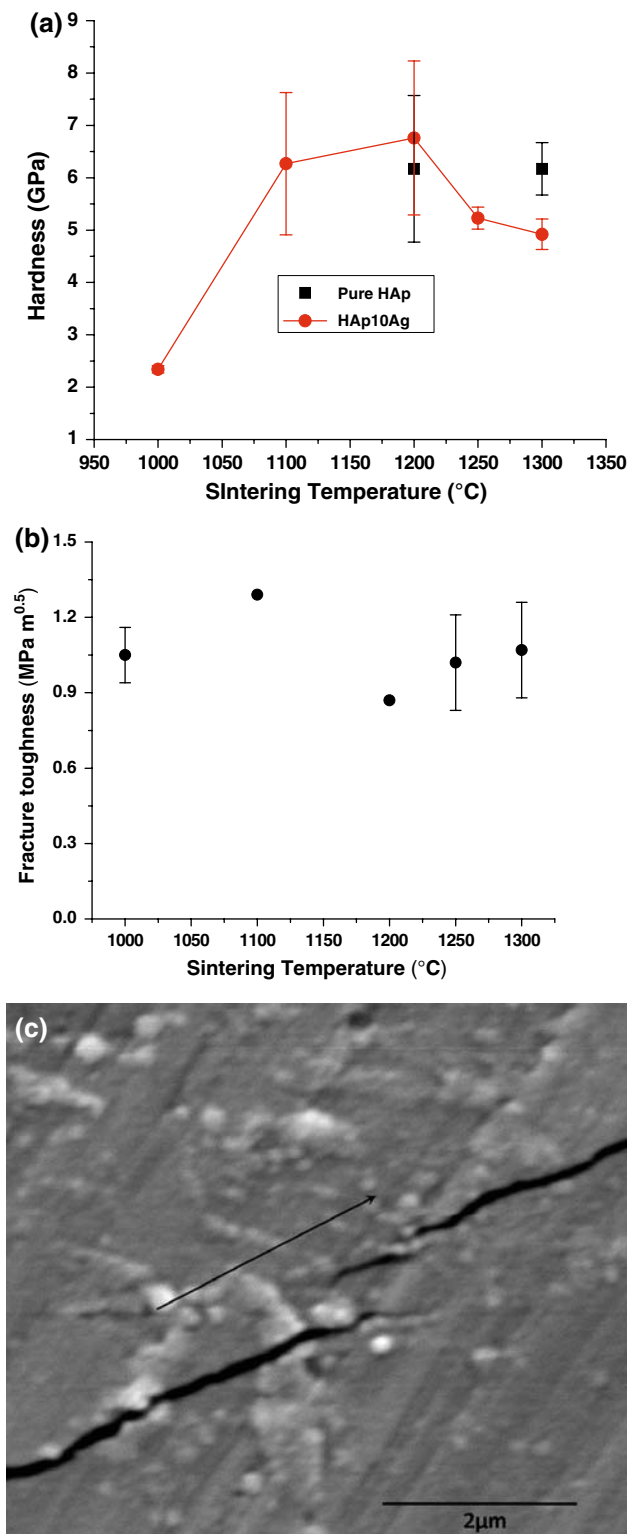 (a)
9
8
7
6
5
4
3
2
1
Hardness (GPa)
Pure HAp
HAp10Ag
950 1000 1050 1100 1150 1200 1250 1300 1350
SIntering Temperature (°C)
(b)
1.5
1.2
0.9
0.6
0.3
0.0
Fracture toughness (MPa m^0.5)
1000 1050 1100 1150 1200 1250 1300
Sintering Temperature (°C)
(c)
2µm